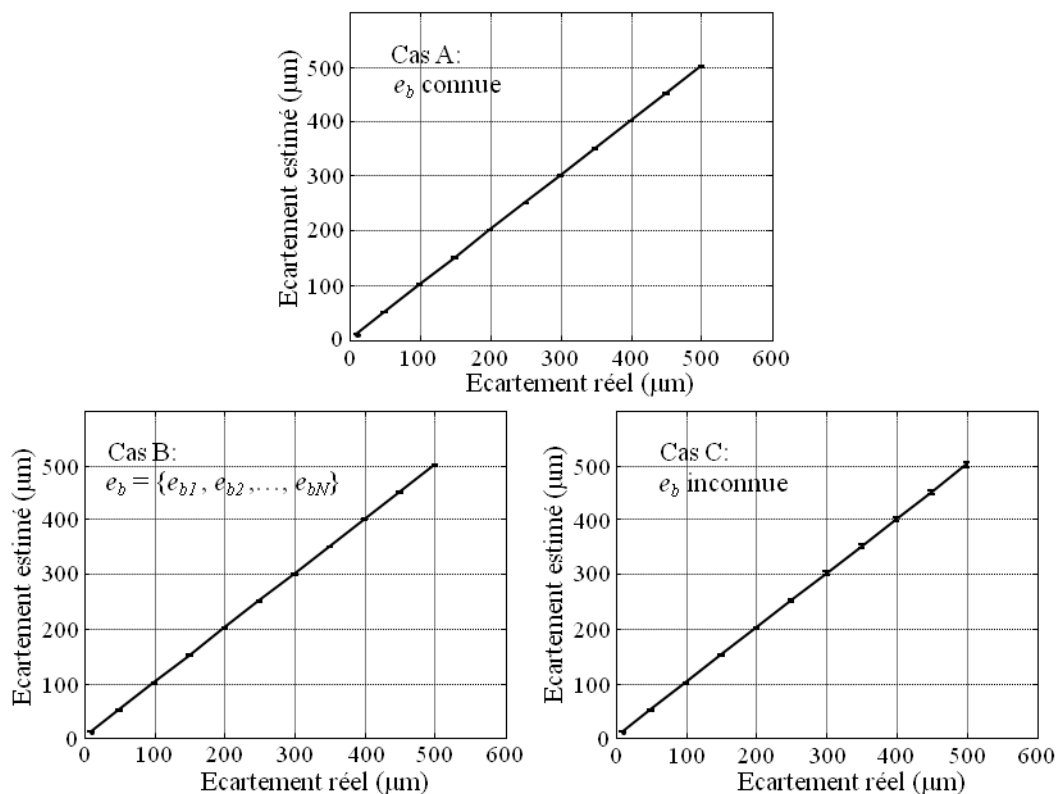 Cas A:
e_b connue
Ecartement estimé (µm)
500
400
300
200
100
0
0 100 200 300 400 500 600
Ecartement réel (µm)
Cas B:
e_b = {e_b1, e_b2,…, e_bN}
Ecartement estimé (µm)
500
400
300
200
100
0
0 100 200 300 400 500 600
Ecartement réel (µm)
Cas C:
e_b inconnue
Ecartement estimé (µm)
500
400
300
200
100
0
0 100 200 300 400 500 600
Ecartement réel (µm)